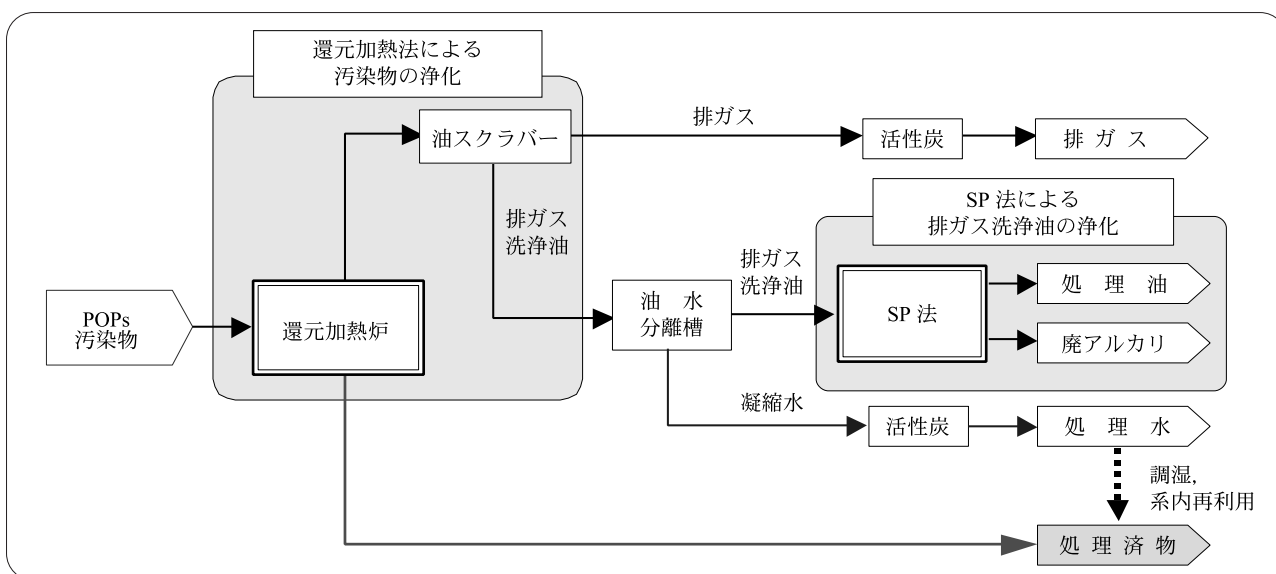 還元加熱法による
汚染物の浄化
油スクラバー
排ガス
活性炭
排 ガ ス
排ガス
洗浄油
SP 法による
排ガス洗浄油の浄化
POPs
汚染物
還元加熱炉
油 水
分離槽
排ガス
洗浄油
SP 法
処 理 油
廃アルカリ
凝縮水
活性炭
処 理 水
調湿,
系内再利用
処 理 済 物